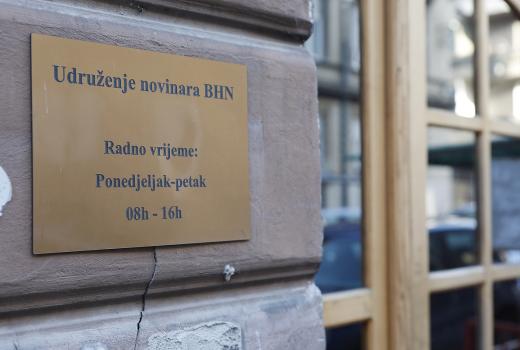 Udruženje novinara BHN
Radno vrijeme:
Ponedjeljak-petak
08h - 16h